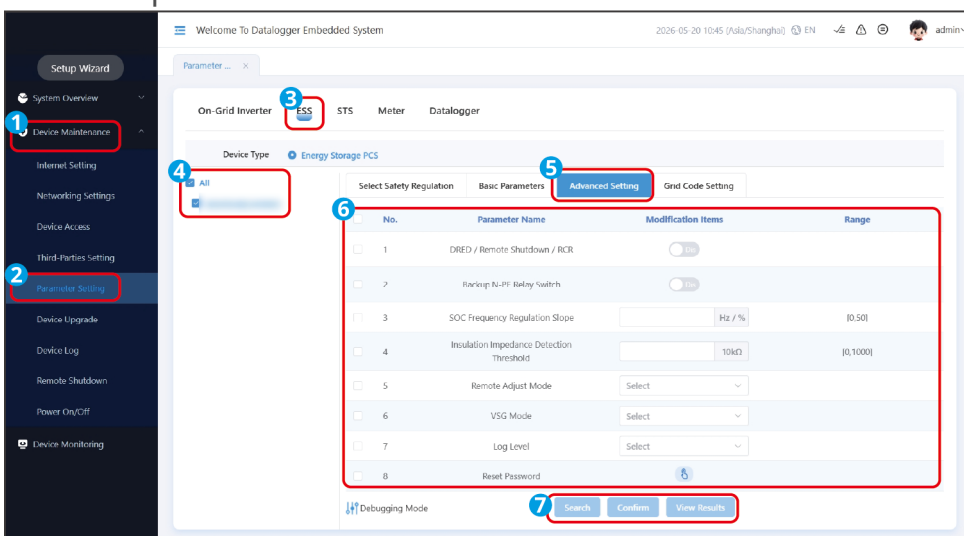 Welcome To Datalogger Embedded System
2026-05-20 10:45 (Asia/Shanghai) EN
admin
Setup Wizard
Parameter ... ×
System Overview
1
Device Maintenance
Internet Setting
Networking Settings
Device Access
Third-Parties Setting
2
Parameter Setting
Device Upgrade
Device Log
Remote Shutdown
Power On/Off
Device Monitoring
3
On-Grid Inverter ESS STS Meter Datalogger
Device Type Energy Storage PCS
4
All
5
Select Safety Regulation Basic Parameters Advanced Setting Grid Code Setting
6
No. Parameter Name Modification Items Range
1 DRED / Remote Shutdown / RCR On
2 Backup N-PE Relay Switch On
3 SOC Frequency Regulation Slope Hz / % [0,50]
4 Insulation Impedance Detection
Threshold 10kΩ [0,1000]
5 Remote Adjust Mode Select
6 VSG Mode Select
7 Log Level Select
8 Reset Password
Debugging Mode
7
Search Confirm View Results